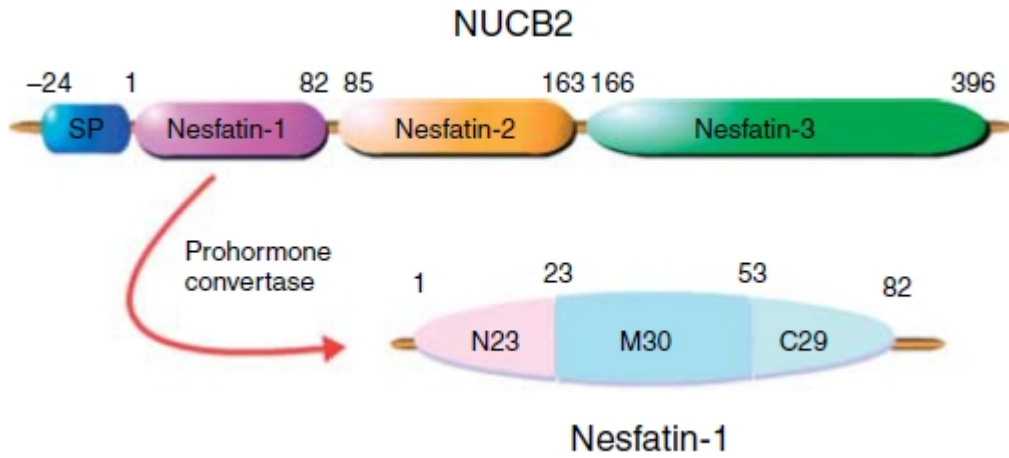 NUCB2
–24 1 82 85 163 166 396
SP Nesfatin-1 Nesfatin-2 Nesfatin-3
Prohormone
convertase
1 23 53 82
N23 M30 C29
Nesfatin-1